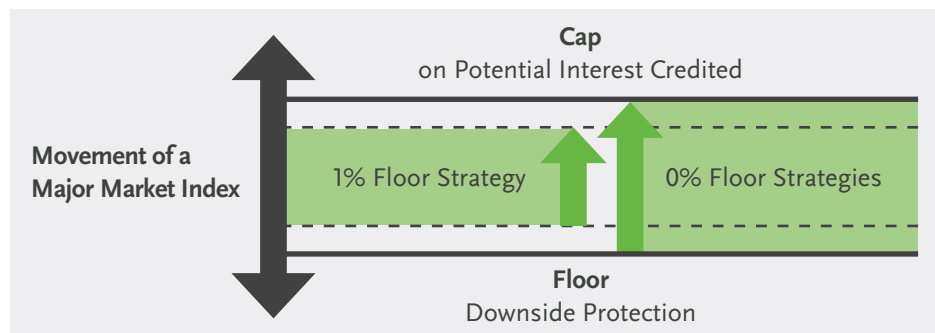 Cap
on Potential Interest Credited
Movement of a
Major Market Index
1% Floor Strategy
0% Floor Strategies
Floor
Downside Protection